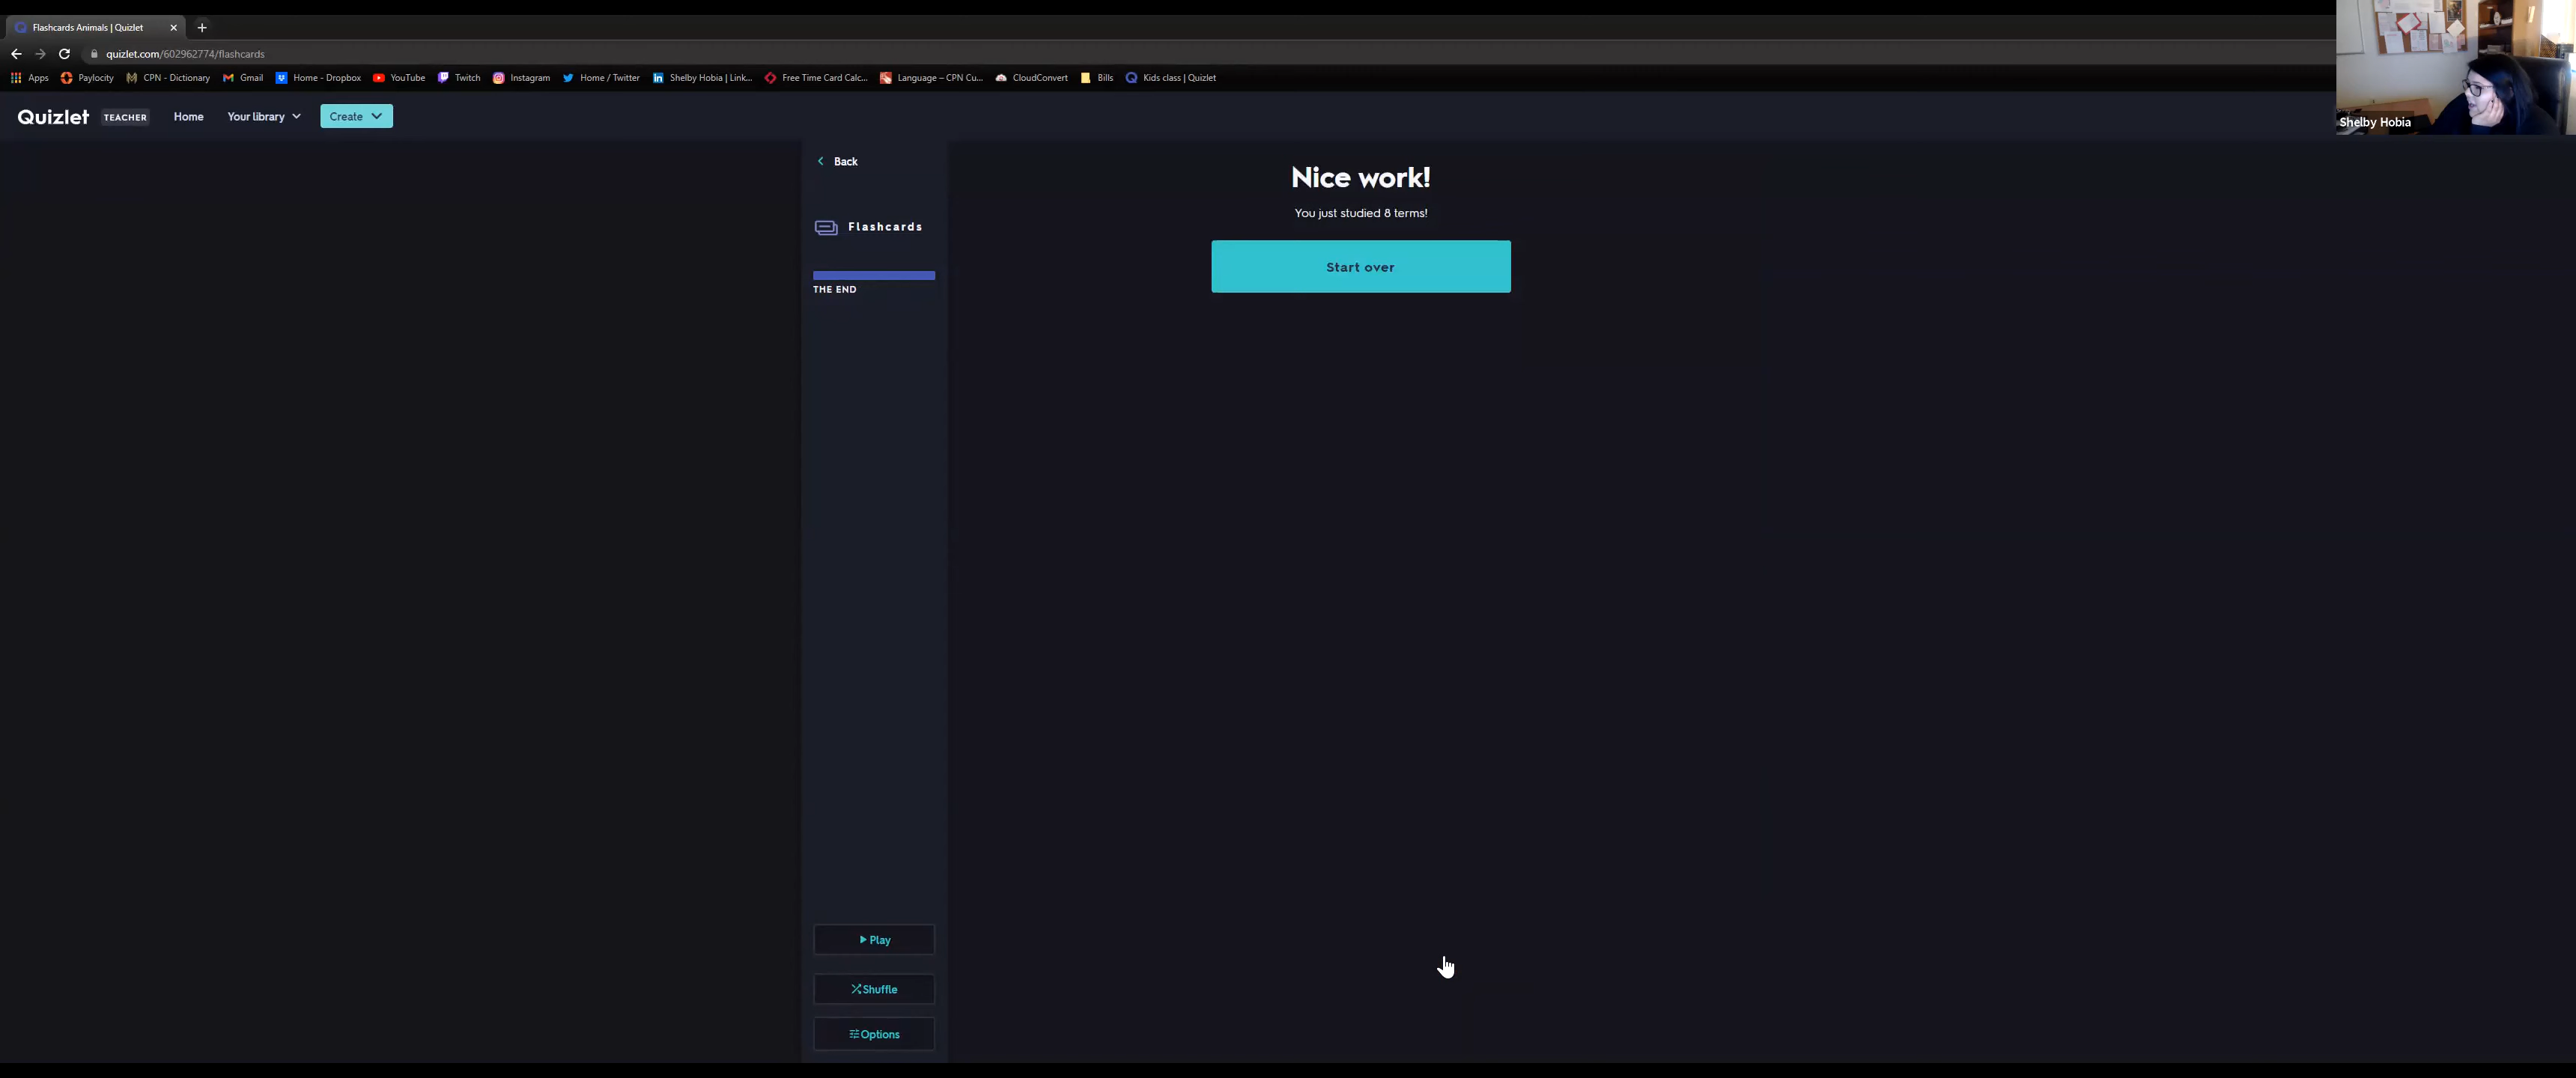 Flashcards Animals | Quizlet
quizlet.com/602962774/flashcards
Apps Paylocity CPN - Dictionary Gmail Home - Dropbox YouTube Twitch Instagram Home / Twitter Shelby Hobia | Link... Free Time Card Calc... Language – CPN Cu... CloudConvert Bills Kids class | Quizlet
Shelby Hobia
Quizlet TEACHER Home Your library Create
Back
Flashcards
THE END
Nice work!
You just studied 8 terms!
Start over
Play
Shuffle
Options